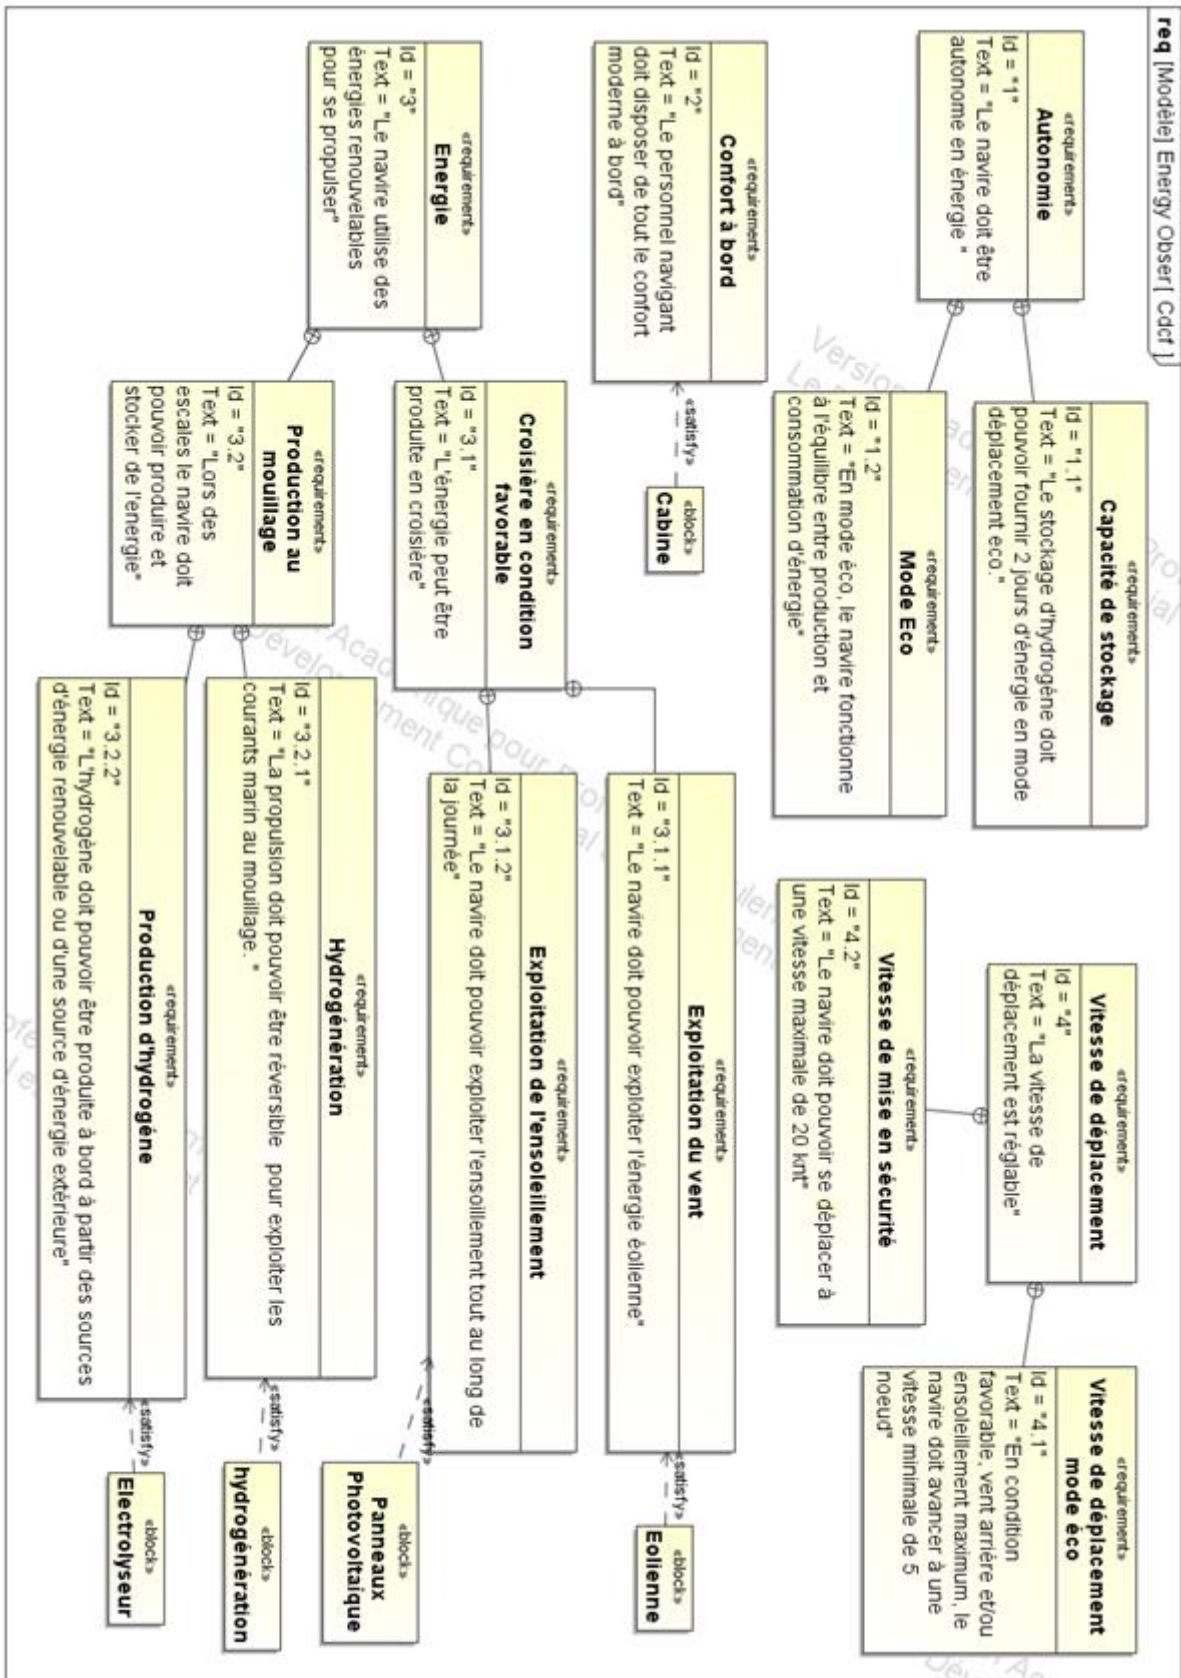 req [Modèle] Energy Obser[ Cdcf ]
«requirement»
Autonomie
Id = "1"
Text = "Le navire doit être
autonome en énergie "
«requirement»
Capacité de stockage
Id = "1.1"
Text = "Le stockage d'hydrogène doit
pouvoir fournir 2 jours d'énergie en mode
déplacement eco."
«requirement»
Mode Eco
Id = "1.2"
Text = "En mode éco, le navire fonctionne
à l'équilibre entre production et
consommation d'énergie"
«requirement»
Vitesse de déplacement
Id = "4"
Text = "La vitesse de
déplacement est réglable"
«requirement»
Vitesse de déplacement
mode éco
Id = "4.1"
Text = "En condition
favorable, vent arrière et/ou
ensoleillement maximum, le
navire doit avancer à une
vitesse minimale de 5
noeud"
«requirement»
Vitesse de mise en sécurité
Id = "4.2"
Text = "Le navire doit pouvoir se déplacer à
une vitesse maximale de 20 knt"
«requirement»
Confort à bord
Id = "2"
Text = "Le personnel navigant
doit disposer de tout le confort
moderne à bord"
«satisfy»
«block»
Cabine
«requirement»
Exploitation du vent
Id = "3.1.1"
Text = "Le navire doit pouvoir exploiter l'énergie éolienne"
«satisfy»
«block»
Eolienne
«requirement»
Energie
Id = "3"
Text = "Le navire utilise des
énergies renouvelables
pour se propulser"
«requirement»
Croisière en condition
favorable
Id = "3.1"
Text = "L'énergie peut être
produite en croisière"
«requirement»
Exploitation de l'ensoleillement
Id = "3.1.2"
Text = "Le navire doit pouvoir exploiter l'ensoillement tout au long de
la journée"
«satisfy»
Panneaux
Photovoltaique
«requirement»
Production au
mouillage
Id = "3.2"
Text = "Lors des
escales le navire doit
pouvoir produire et
stocker de l'energie"
«requirement»
Hydrogénération
Id = "3.2.1"
Text = "La propulsion doit pouvoir être réversible pour exploiter les
courants marin au mouillage. "
«satisfy»
«block»
hydrogénération
«requirement»
Production d'hydrogéne
Id = "3.2.2"
Text = "L'hydrogène doit pouvoir être produite à bord à partir des sources
d'énergie renouvelable ou d'une source d'énergie extérieure"
«satisfy»
«block»
Electrolyseur